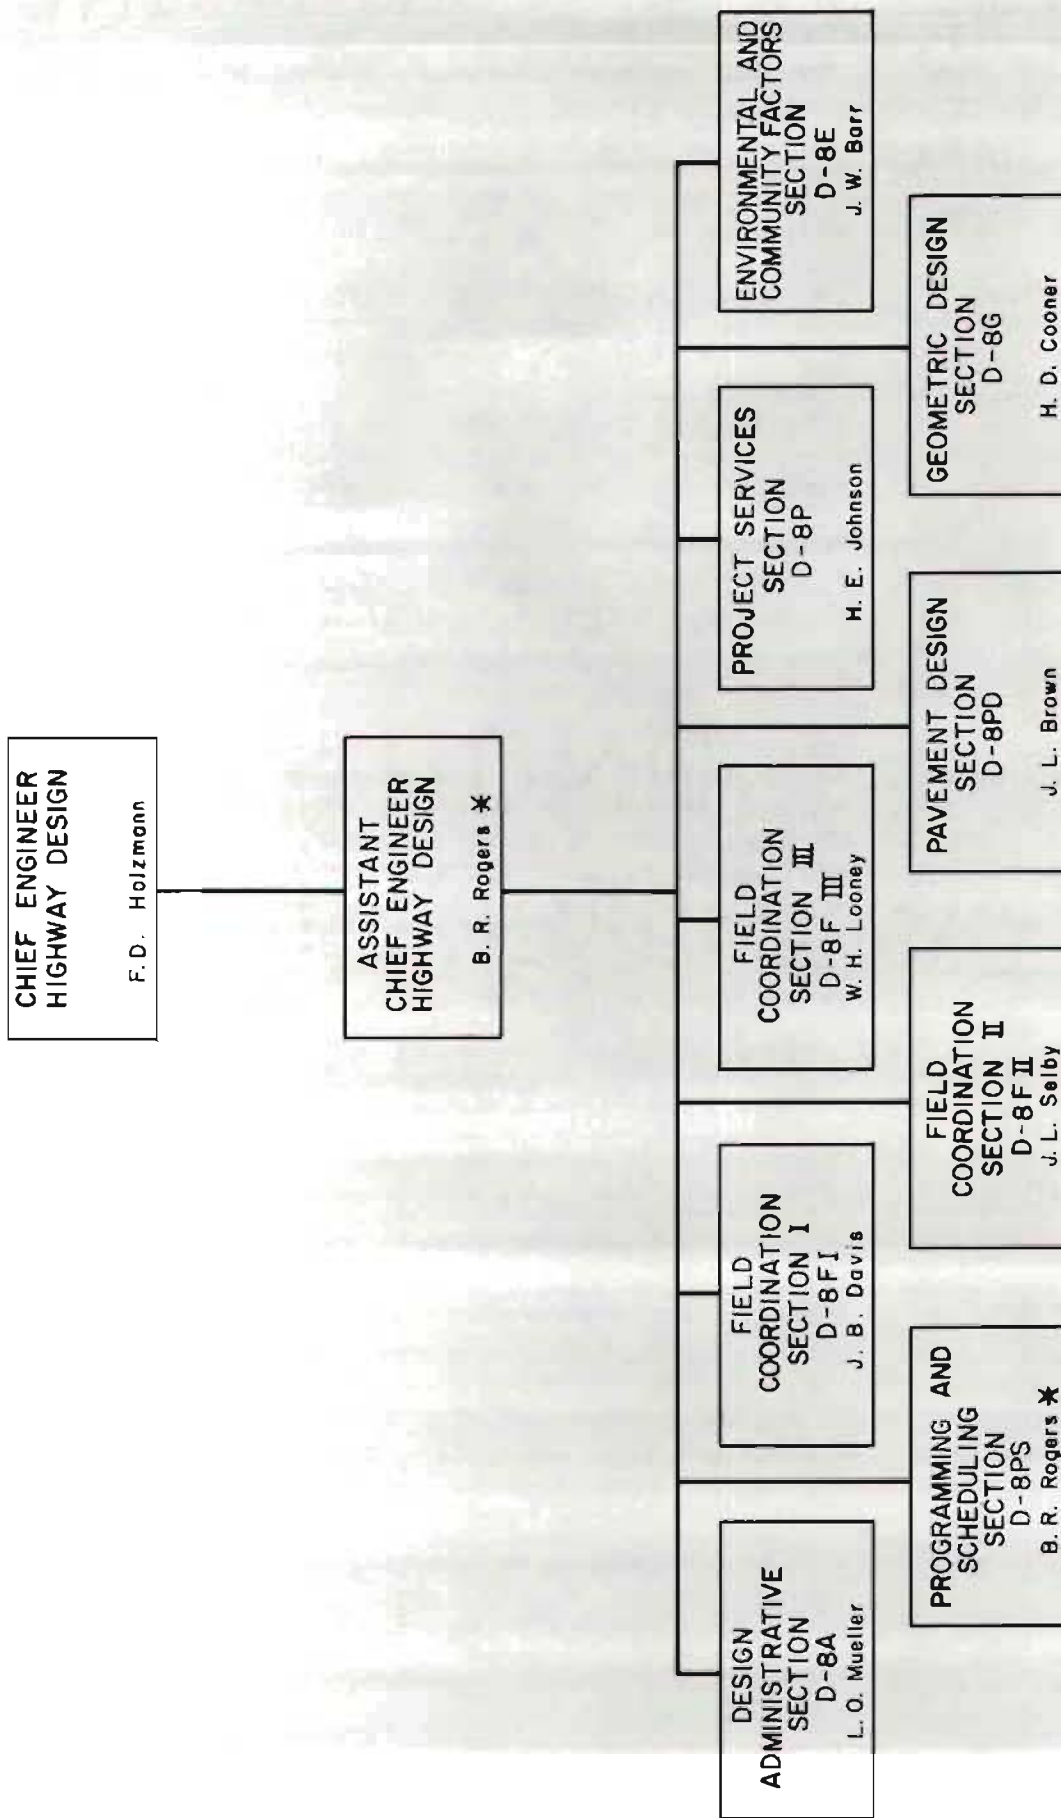 CHIEF ENGINEER
HIGHWAY DESIGN
F.D. Holzmann
ASSISTANT
CHIEF ENGINEER
HIGHWAY DESIGN
B. R. Rogers *
DESIGN
ADMINISTRATIVE
SECTION
D-8A
L.O. Mueller
FIELD
COORDINATION
SECTION I
D-8FI
J. B. Davis
FIELD
COORDINATION
SECTION III
D-8F III
W. H. Looney
PROJECT SERVICES
SECTION
D-8P
H. E. Johnson
ENVIRONMENTAL AND
COMMUNITY FACTORS
SECTION
D-8E
J. W. Barr
PROGRAMMING AND
SCHEDULING
SECTION
D-8PS
B. R. Rogers *
FIELD
COORDINATION
SECTION II
D-8F II
J. L. Selby
PAVEMENT DESIGN
SECTION
D-8PD
J. L. Brown
GEOMETRIC DESIGN
SECTION
D-8G
H. D. Cooner